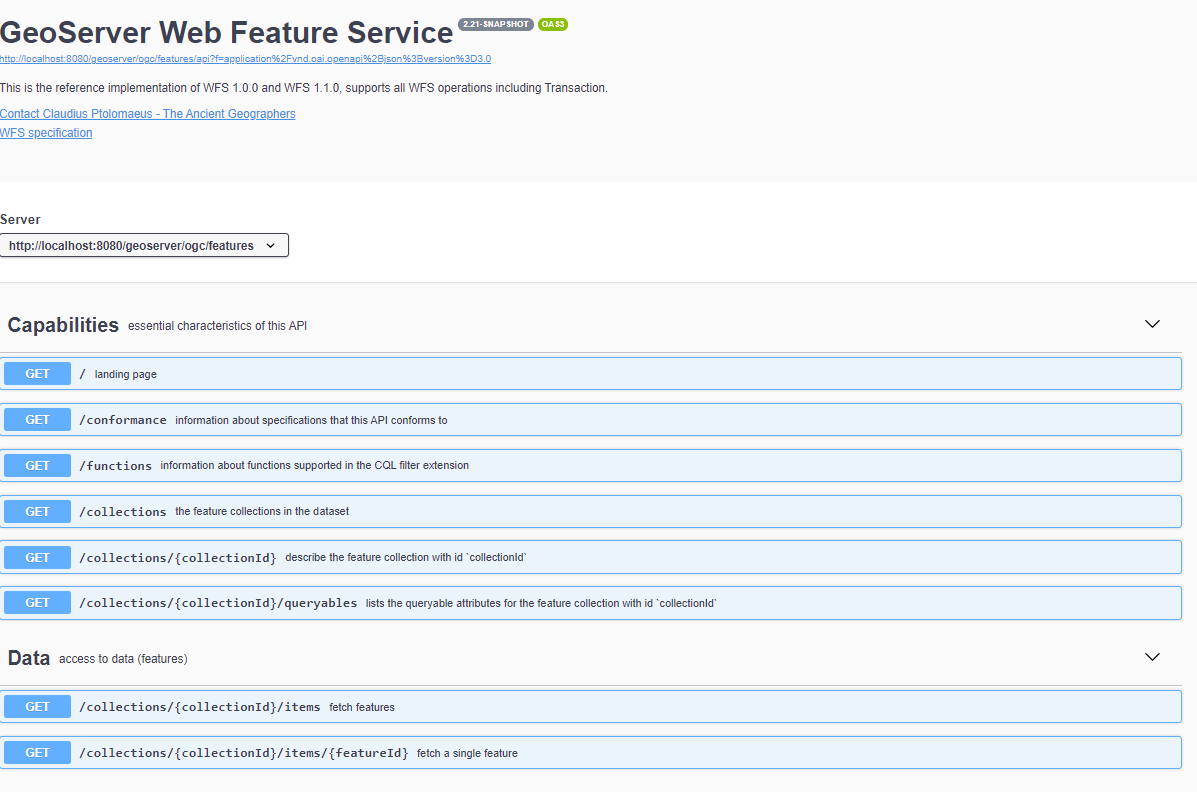 GeoServer Web Feature Service 2.21-SNAPSHOT OAS3
http://localhost:8080/geoserver/ogc/features/api?f=application%2Fvnd.oai.openapi%2Bjson%3Bversion%3D3.0
This is the reference implementation of WFS 1.0.0 and WFS 1.1.0, supports all WFS operations including Transaction.
Contact Claudius Ptolomaeus - The Ancient Geographers
WFS specification
Server
http://localhost:8080/geoserver/ogc/features
Capabilities essential characteristics of this API
GET / landing page
GET /conformance information about specifications that this API conforms to
GET /functions information about functions supported in the CQL filter extension
GET /collections the feature collections in the dataset
GET /collections/{collectionId} describe the feature collection with id `collectionId`
GET /collections/{collectionId}/queryables lists the queryable attributes for the feature collection with id `collectionId`
Data access to data (features)
GET /collections/{collectionId}/items fetch features
GET /collections/{collectionId}/items/{featureId} fetch a single feature